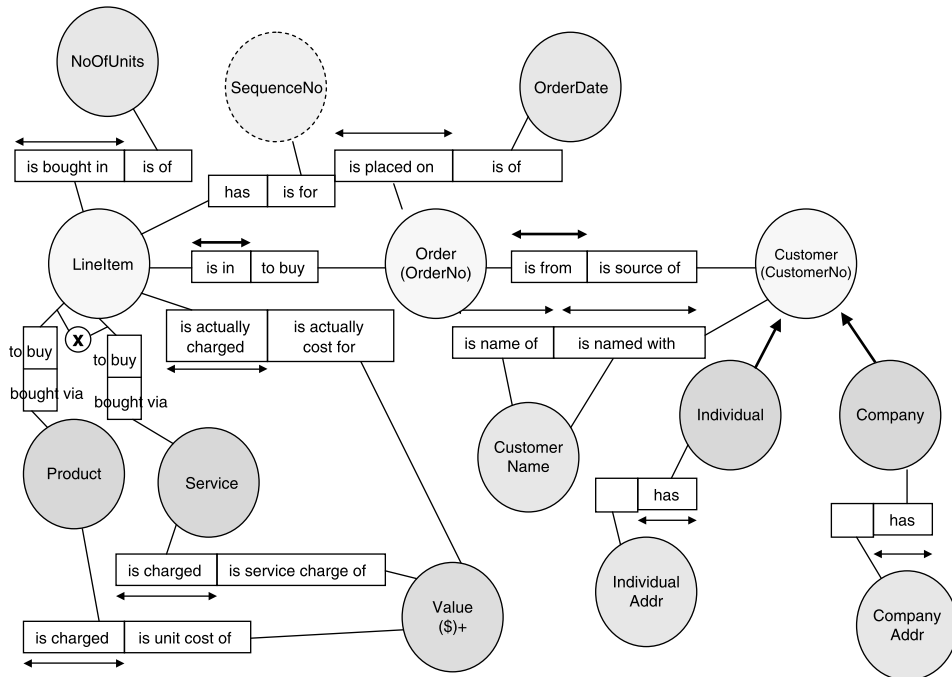 NoOfUnits
SequenceNo
OrderDate
is bought in
is of
has
is for
is placed on
is of
LineItem
is in
to buy
Order
(OrderNo)
is from
is source of
Customer
(CustomerNo)
is actually
charged
is actually
cost for
is name of
is named with
X
to buy
bought via
to buy
bought via
Product
Service
Customer
Name
Individual
Company
has
has
is charged
is service charge of
Individual
Addr
Value
($)+
Company
Addr
is charged
is unit cost of